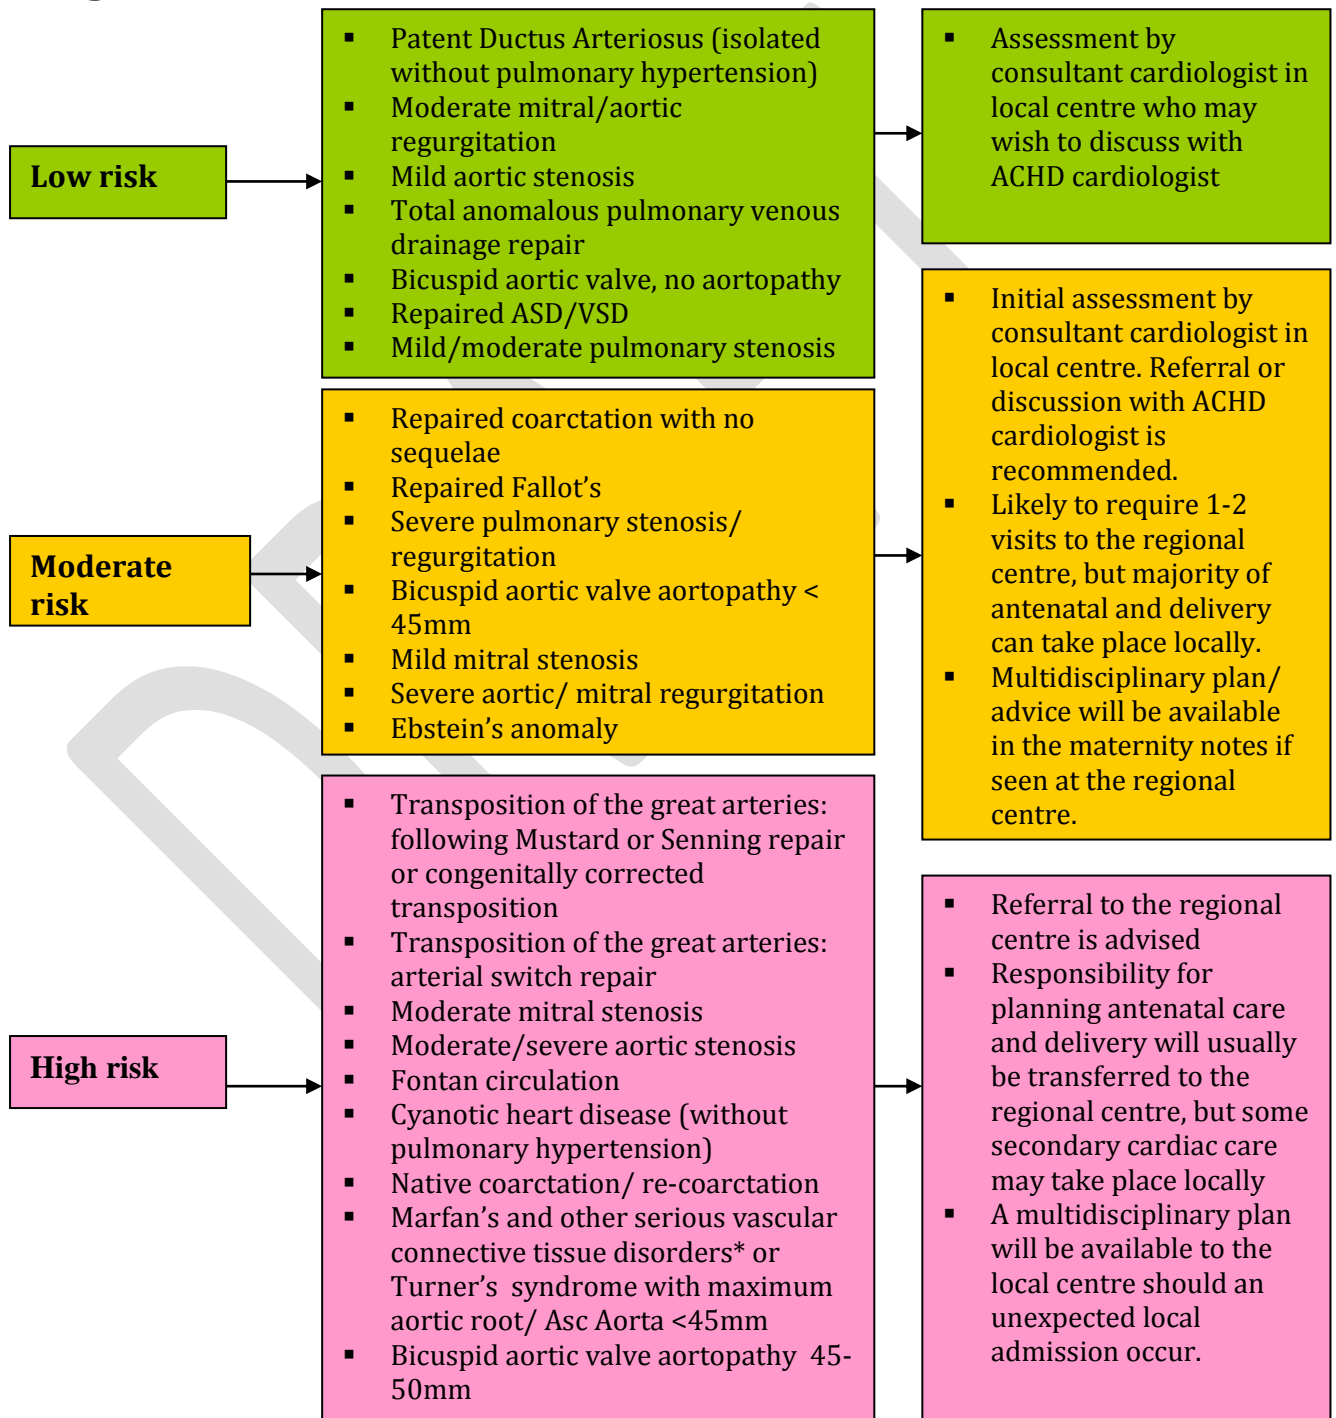 Low risk
▪ Patent Ductus Arteriosus (isolated
without pulmonary hypertension)
▪ Moderate mitral/aortic
regurgitation
▪ Mild aortic stenosis
▪ Total anomalous pulmonary venous
drainage repair
▪ Bicuspid aortic valve, no aortopathy
▪ Repaired ASD/VSD
▪ Mild/moderate pulmonary stenosis
▪ Assessment by
consultant cardiologist in
local centre who may
wish to discuss with
ACHD cardiologist
Moderate
risk
▪ Repaired coarctation with no
sequelae
▪ Repaired Fallot’s
▪ Severe pulmonary stenosis/
regurgitation
▪ Bicuspid aortic valve aortopathy <
45mm
▪ Mild mitral stenosis
▪ Severe aortic/ mitral regurgitation
▪ Ebstein’s anomaly
▪ Initial assessment by
consultant cardiologist in
local centre. Referral or
discussion with ACHD
cardiologist is
recommended.
▪ Likely to require 1-2
visits to the regional
centre, but majority of
antenatal and delivery
can take place locally.
▪ Multidisciplinary plan/
advice will be available
in the maternity notes if
seen at the regional
centre.
High risk
▪ Transposition of the great arteries:
following Mustard or Senning repair
or congenitally corrected
transposition
▪ Transposition of the great arteries:
arterial switch repair
▪ Moderate mitral stenosis
▪ Moderate/severe aortic stenosis
▪ Fontan circulation
▪ Cyanotic heart disease (without
pulmonary hypertension)
▪ Native coarctation/ re-coarctation
▪ Marfan’s and other serious vascular
connective tissue disorders* or
Turner’s syndrome with maximum
aortic root/ Asc Aorta <45mm
▪ Bicuspid aortic valve aortopathy 45-
50mm
▪ Referral to the regional
centre is advised
▪ Responsibility for
planning antenatal care
and delivery will usually
be transferred to the
regional centre, but some
secondary cardiac care
may take place locally
▪ A multidisciplinary plan
will be available to the
local centre should an
unexpected local
admission occur.